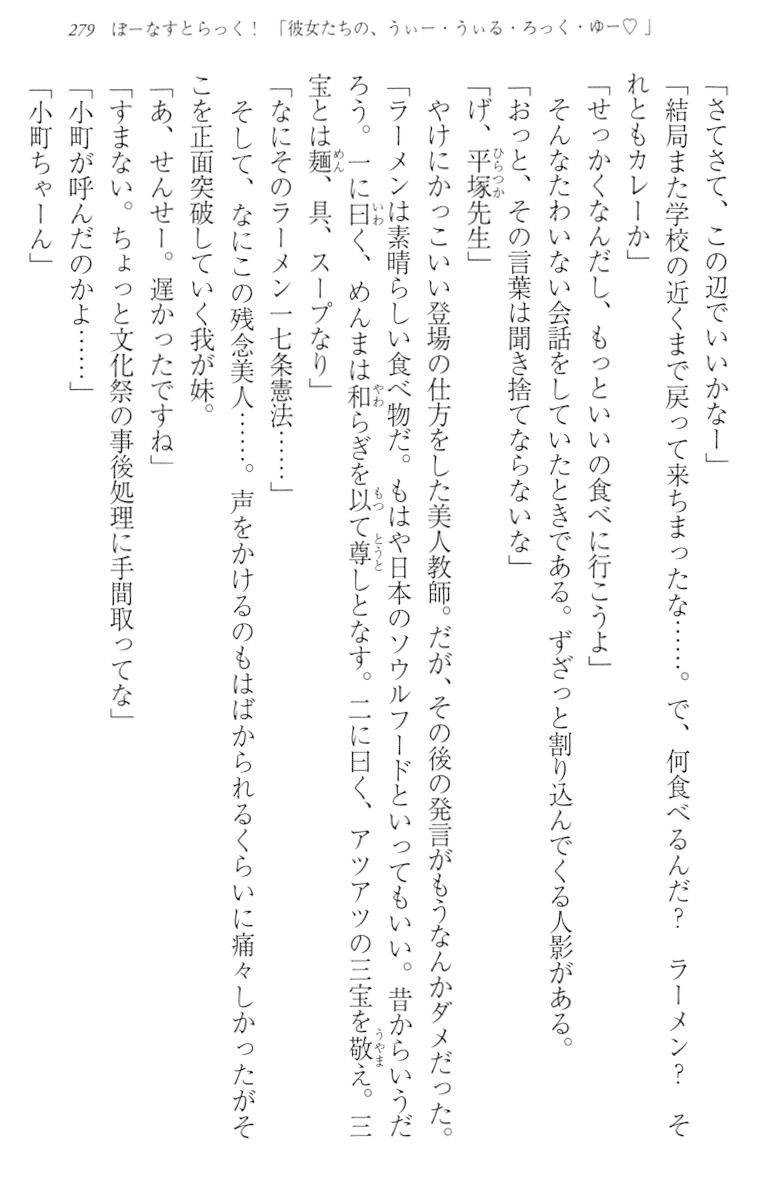 279　ぼーなすとらっく！　「彼女たちの、うぃー・うぃる・ろっく・ゆー♡」
「さてさて、この辺でいいかなー」
「結局また学校の近くまで戻って来ちまったな……。で、何食べるんだ？　ラーメン？　そ
れともカレーか」
「せっかくなんだし、もっといいの食べに行こうよ」
　そんなたわいない会話をしていたときである。ずざっと割り込んでくる人影がある。
「おっと、その言葉は聞き捨てならないな」
「げ、平塚先生」
　やけにかっこいい登場の仕方をした美人教師。だが、その後の発言がもうなんかダメだった。
「ラーメンは素晴らしい食べ物だ。もはや日本のソウルフードといってもいい。昔からいうだ
ろう。一に曰く、めんまは和らぎを以て尊しとなす。二に曰く、アツアツの三宝を敬え。三
宝とは麺、具、スープなり」
「なにそのラーメン一七条憲法……」
　そして、なにこの残念美人……。声をかけるのもはばかられるくらいに痛々しかったがそ
こを正面突破していく我が妹。
「あ、せんせー。遅かったですね」
「すまない。ちょっと文化祭の事後処理に手間取ってな」
「小町が呼んだのかよ……」
「小町ちゃーん」